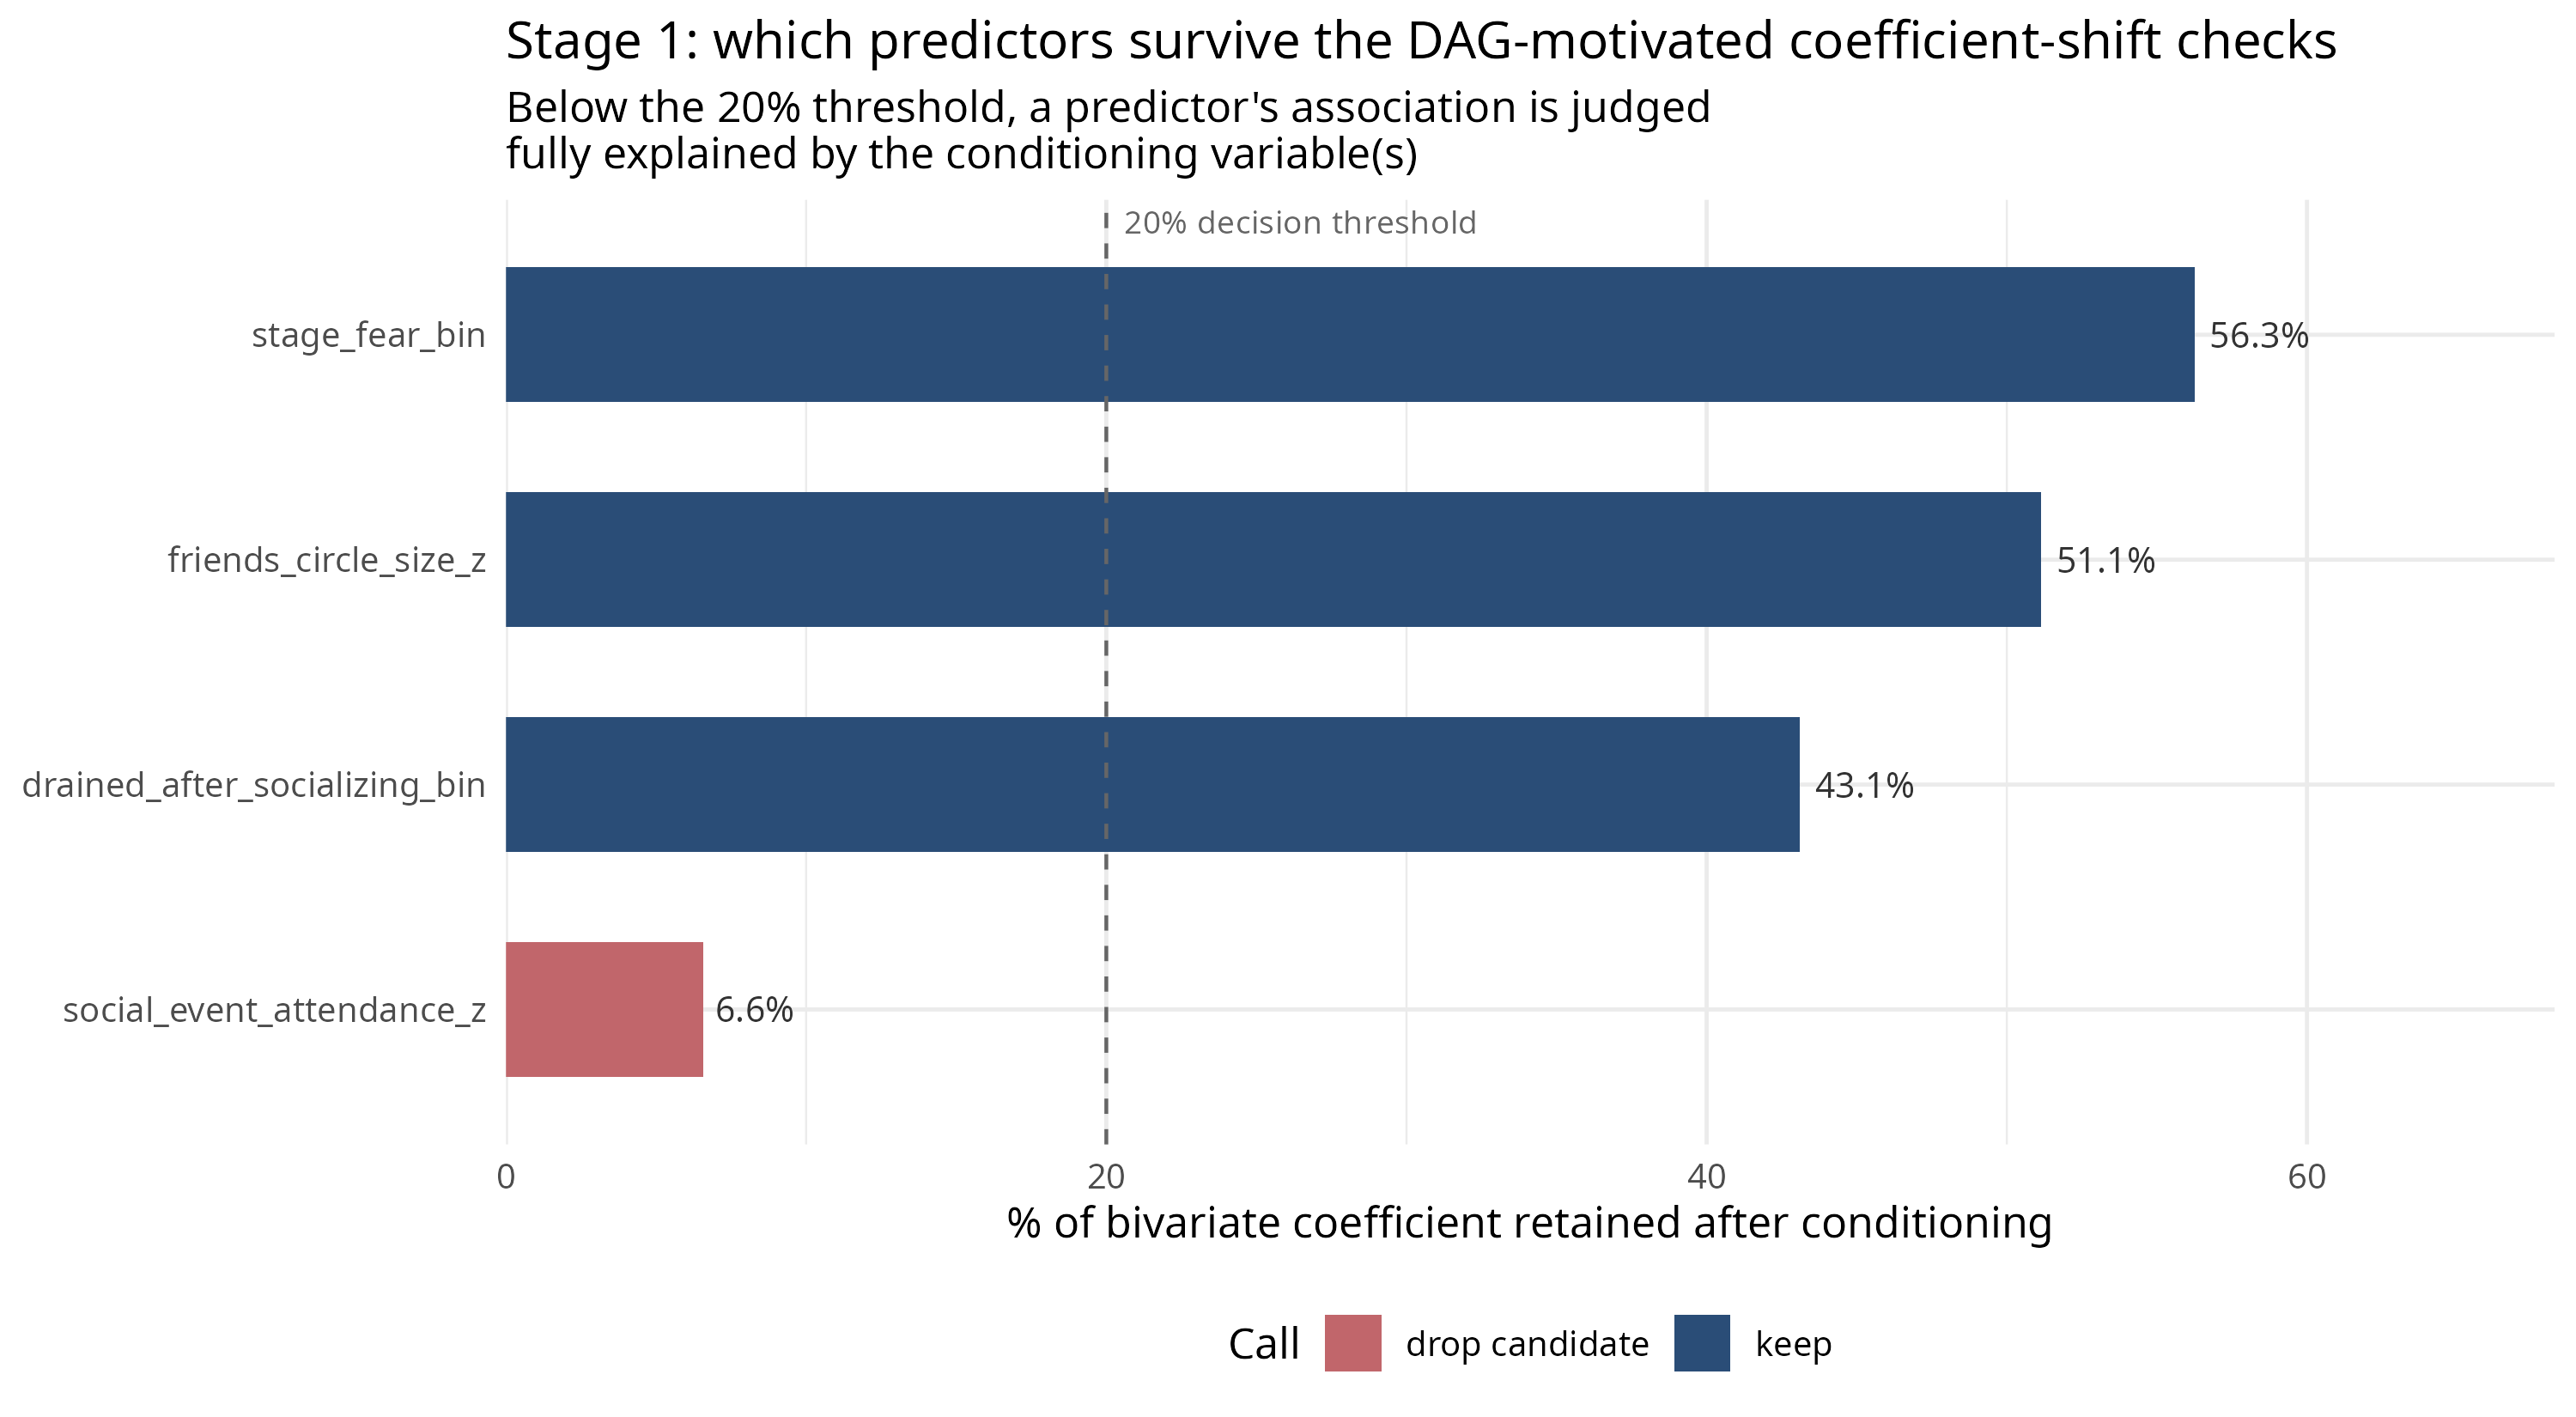 Stage 1: which predictors survive the DAG-motivated coefficient-shift checks
Below the 20% threshold, a predictor's association is judged
fully explained by the conditioning variable(s)
20% decision threshold
stage_fear_bin
56.3%
friends_circle_size_z
51.1%
drained_after_socializing_bin
43.1%
social_event_attendance_z
6.6%
0 20 40 60
% of bivariate coefficient retained after conditioning
Call drop candidate keep